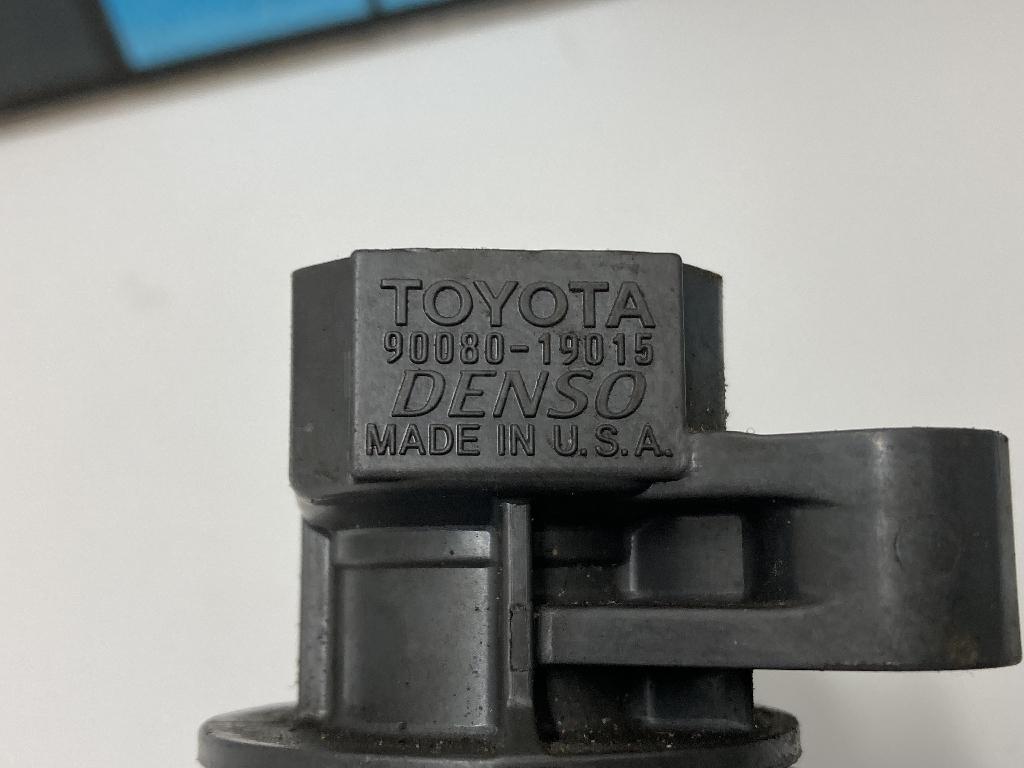 TOYOTA
90080-19015
DENSO
MADE IN U.S.A.